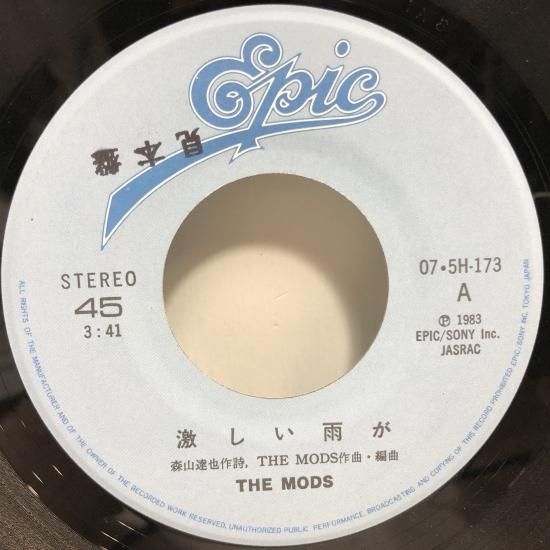 Epic
見本盤
STEREO
45
3:41
07・5H-173
A
Ⓟ 1983
EPIC/SONY Inc.
JASRAC
激しい雨が
森山達也作詩, THE MODS作曲・編曲
THE MODS
ALL RIGHTS OF THE MANUFACTURER AND OF THE OWNER OF THE RECORDED WORK RESERVED. UNAUTHORIZED PUBLIC PERFORMANCE, BROADCASTING AND COPYING OF THIS RECORD PROHIBITED EPIC/SONY INC. TOKYO JAPAN